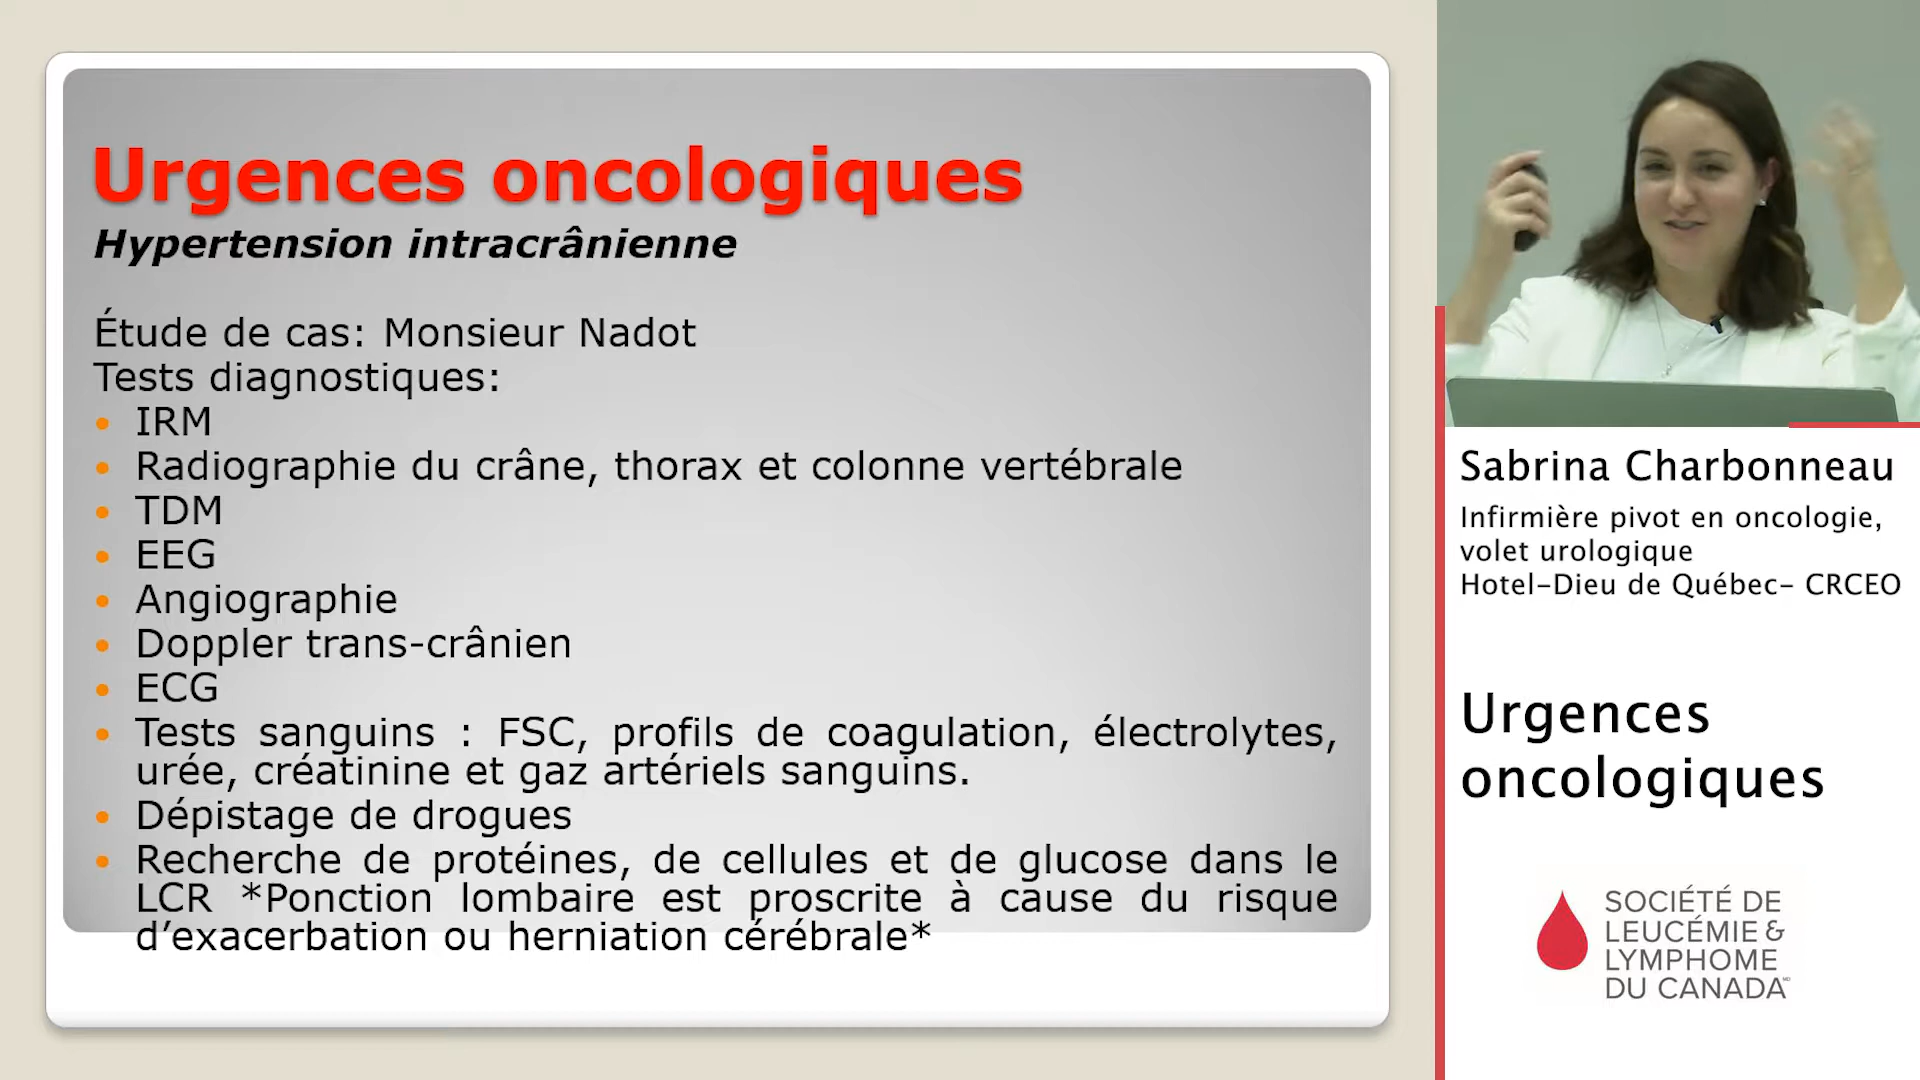 Urgences oncologiques
Hypertension intracrânienne
Étude de cas: Monsieur Nadot
Tests diagnostiques:
• IRM
• Radiographie du crâne, thorax et colonne vertébrale
• TDM
• EEG
• Angiographie
• Doppler trans-crânien
• ECG
• Tests sanguins : FSC, profils de coagulation, électrolytes,
urée, créatinine et gaz artériels sanguins.
• Dépistage de drogues
• Recherche de protéines, de cellules et de glucose dans le
LCR *Ponction lombaire est proscrite à cause du risque
d’exacerbation ou herniation cérébrale*
Sabrina Charbonneau
Infirmière pivot en oncologie,
volet urologique
Hotel-Dieu de Québec- CRCEO
Urgences
oncologiques
SOCIÉTÉ DE
LEUCÉMIE &
LYMPHOME
DU CANADA